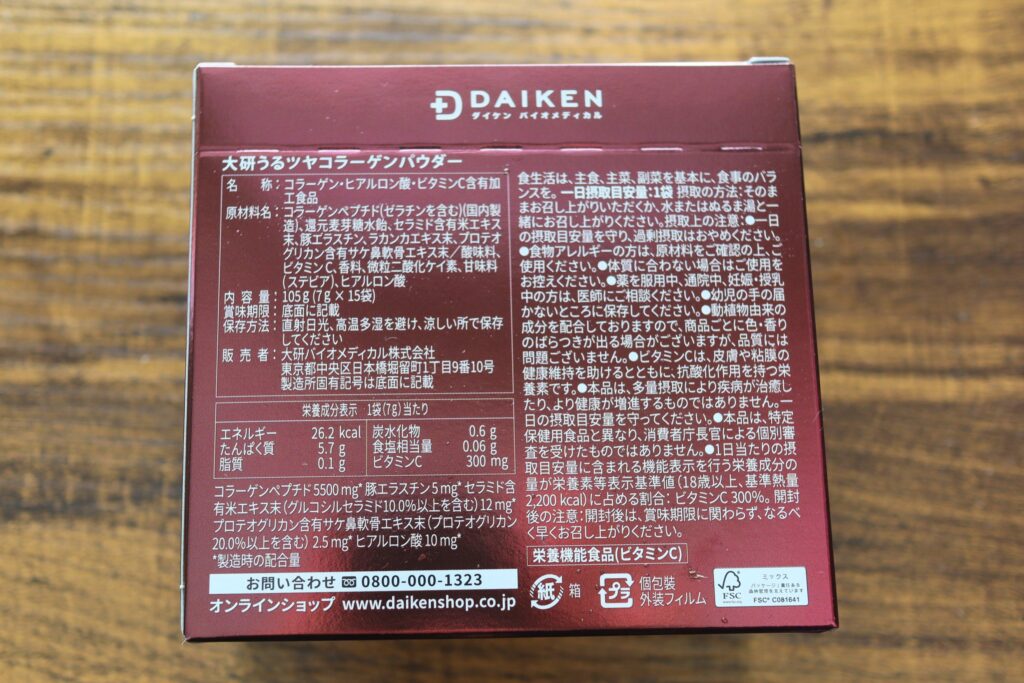 DAIKEN
ダイケン バイオメディカル
大研うるツヤコラーゲンパウダー
名 称：コラーゲン・ヒアルロン酸・ビタミンC含有加
工食品
原材料名：コラーゲンペプチド(ゼラチンを含む)(国内製
造)、還元麦芽糖水飴、セラミド含有米エキス
末、豚エラスチン、ラカンカエキス末、プロテオ
グリカン含有サケ鼻軟骨エキス末／酸味料、
ビタミンC、香料、微粒二酸化ケイ素、甘味料
(ステビア)、ヒアルロン酸
内 容 量：105g(7g×15袋)
賞味期限：底面に記載
保存方法：直射日光、高温多湿を避け、涼しい所で保存
してください
販 売 者：大研バイオメディカル株式会社
東京都中央区日本橋堀留町1丁目9番10号
製造所固有記号は底面に記載
栄養成分表示 1袋(7g)当たり
エネルギー 26.2 kcal
たんぱく質 5.7 g
脂質 0.1 g
炭水化物 0.6 g
食塩相当量 0.06 g
ビタミンC 300 mg
コラーゲンペプチド5500mg* 豚エラスチン5mg* セラミド含
有米エキス末(グルコシルセラミド10.0%以上を含む)12mg*
プロテオグリカン含有サケ鼻軟骨エキス末(プロテオグリカン
20.0%以上を含む) 2.5mg* ヒアルロン酸10mg*
*製造時の配合量
お問い合わせ 0800-000-1323
オンラインショップ www.daikenshop.co.jp
食生活は、主食、主菜、副菜を基本に、食事のバラ
ンスを。一日摂取目安量：1袋 摂取の方法：そのま
まお召し上がりいただくか、水またはぬるま湯と一
緒にお召し上がりください。摂取上の注意：●一日
の摂取目安量を守り、過剰摂取はおやめください。
●食物アレルギーの方は、原材料をご確認の上、ご
使用ください。●体質に合わない場合はご使用を
お控えください。●薬を服用中、通院中、妊娠・授乳
中の方は、医師にご相談ください。●幼児の手の届
かないところに保存してください。●動植物由来の
成分を配合しておりますので、商品ごとに色・香り
のばらつきが出る場合がございますが、品質には
問題ございません。●ビタミンCは、皮膚や粘膜の
健康維持を助けるとともに、抗酸化作用を持つ栄
養素です。●本品は、多量摂取により疾病が治癒し
たり、より健康が増進するものではありません。一
日の摂取目安量を守ってください。●本品は、特定
保健用食品と異なり、消費者庁長官による個別審
査を受けたものではありません。●1日当たりの摂
取目安量に含まれる機能表示を行う栄養成分の
量が栄養素等表示基準値(18歳以上、基準熱量
2,200kcal)に占める割合：ビタミンC 300%。開封
後の注意：開封後は、賞味期限に関わらず、なるべ
く早くお召し上がりください。
栄養機能食品(ビタミンC)
紙 箱
プラ 個包装
外装フィルム
FSC
www.fsc.org
ミックス
パッケージ | 責任ある
森林管理を支えています
FSC® C081641